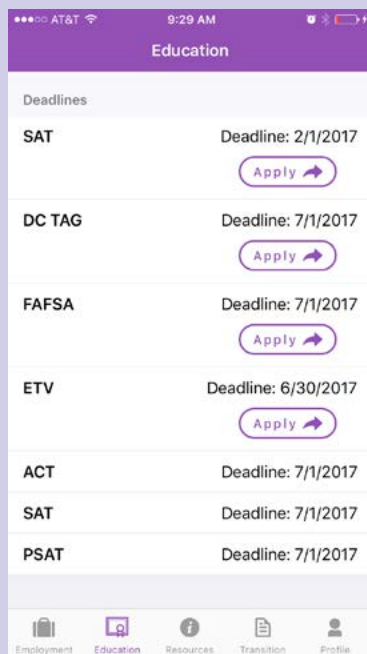 AT&T 9:29 AM
Education
Deadlines
SAT Deadline: 2/1/2017
Apply
DC TAG Deadline: 7/1/2017
Apply
FAFSA Deadline: 7/1/2017
Apply
ETV Deadline: 6/30/2017
Apply
ACT Deadline: 7/1/2017
SAT Deadline: 7/1/2017
PSAT Deadline: 7/1/2017
Employment Education Resources Transition Profile